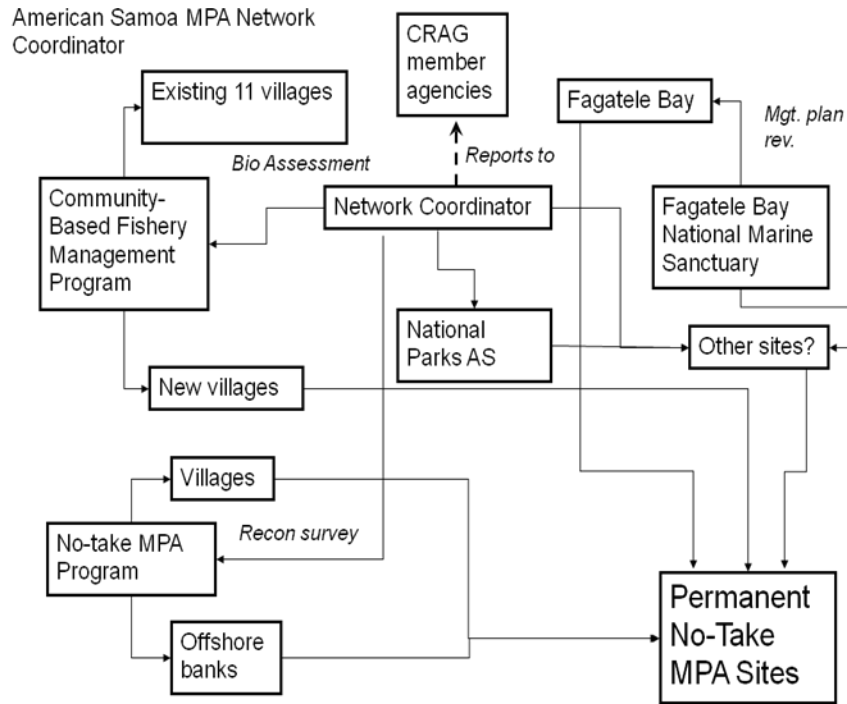 American Samoa MPA Network
Coordinator
CRAG
member
agencies
Existing 11 villages
Fagatele Bay
Mgt. plan
rev.
Bio Assessment
Reports to
Community-
Based Fishery
Management
Program
Network Coordinator
Fagatele Bay
National Marine
Sanctuary
National
Parks AS
Other sites?
New villages
Villages
No-take MPA
Program
Recon survey
Offshore
banks
Permanent
No-Take
MPA Sites